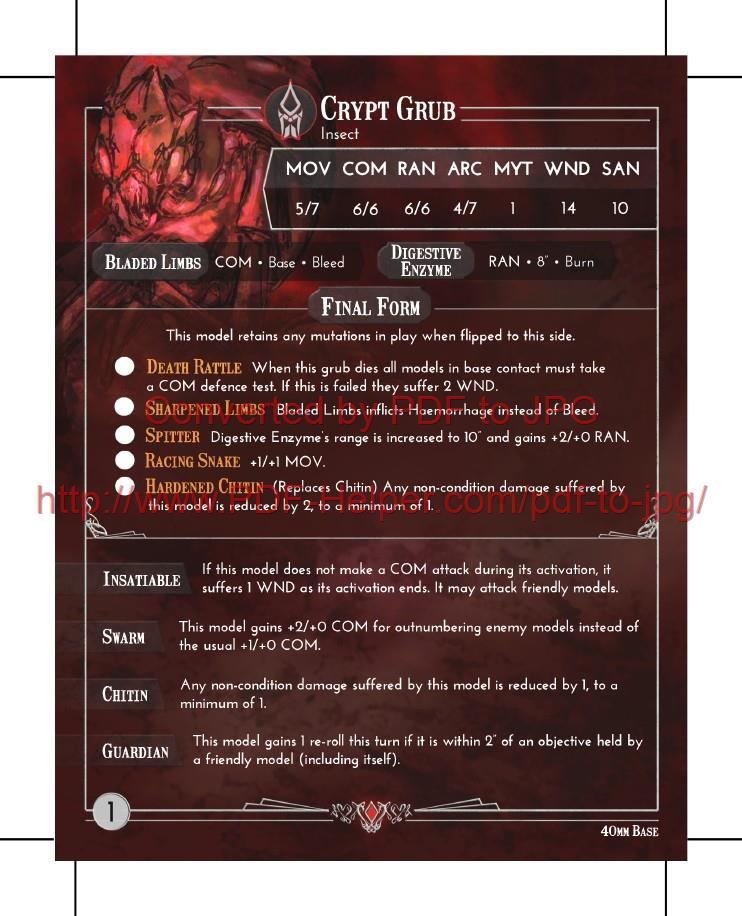 Crypt Grub
Insect
MOV COM RAN ARC MYT WND SAN
5/7 6/6 6/6 4/7 1 14 10
Bladed Limbs COM • Base • Bleed
Digestive
Enzyme RAN • 8" • Burn
Final Form
This model retains any mutations in play when flipped to this side.
Death Rattle When this grub dies all models in base contact must take
a COM defence test. If this is failed they suffer 2 WND.
Sharpened Limbs Bladed Limbs inflicts Haemorrhage instead of Bleed.
Converted by PDF to JPG
Spitter Digestive Enzyme's range is increased to 10" and gains +2/+0 RAN.
Racing Snake +1/+1 MOV.
Hardened Chitin (Replaces Chitin) Any non-condition damage suffered by
this model is reduced by 2, to a minimum of 1.
http://www.PDF-Helper.com/pdf-to-jpg/
Insatiable If this model does not make a COM attack during its activation, it
suffers 1 WND as its activation ends. It may attack friendly models.
Swarm This model gains +2/+0 COM for outnumbering enemy models instead of
the usual +1/+0 COM.
Chitin Any non-condition damage suffered by this model is reduced by 1, to a
minimum of 1.
Guardian This model gains 1 re-roll this turn if it is within 2" of an objective held by
a friendly model (including itself).
1
40mm Base